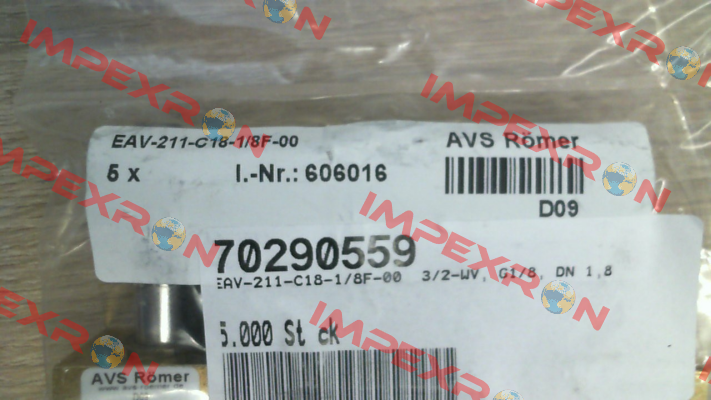 EAV-211-C18-1/8F-00
AVS Römer
5 x
I.-Nr.: 606016
D09
70290559
EAV-211-C18-1/8F-00 3/2-WV, G1/8, DN 1,8
5.000 St ck
AVS Römer
IMPEXRON
IMPEXRON
IMPEXRON
IMPEXRON
IMPEXRON